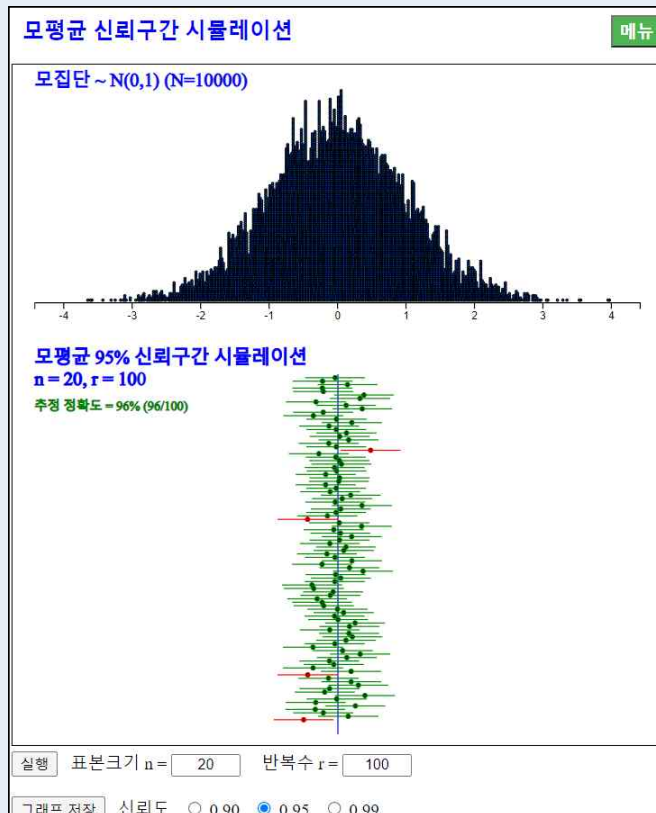 모평균 신뢰구간 시뮬레이션
메뉴
모집단 ~ N(0,1) (N=10000)
-4 -3 -2 -1 0 1 2 3 4
모평균 95% 신뢰구간 시뮬레이션
n = 20, r = 100
추정 정확도 = 96% (96/100)
실행 표본크기 n = 20 반복수 r = 100
그래프 저장 신뢰도 0.90 0.95 0.99